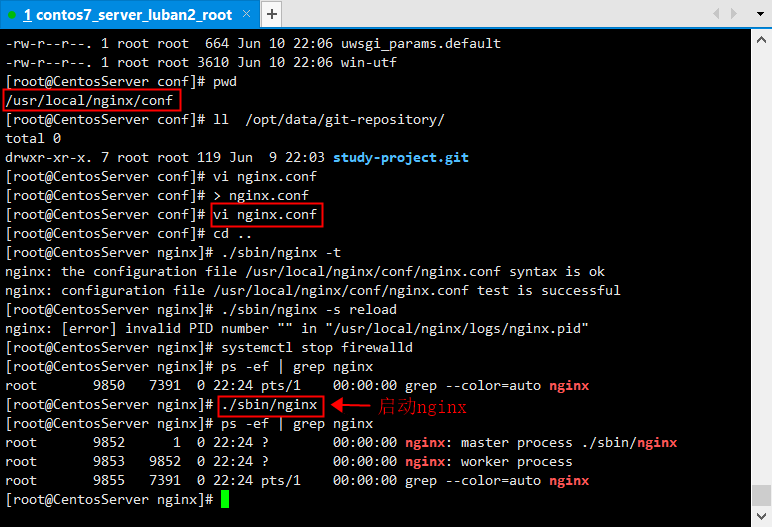 1 contos7_server_luban2_root × +
-rw-r--r--. 1 root root  664 Jun 10 22:06 uwsgi_params.default
-rw-r--r--. 1 root root 3610 Jun 10 22:06 win-utf
[root@CentosServer conf]# pwd
/usr/local/nginx/conf
[root@CentosServer conf]# ll  /opt/data/git-repository/
total 0
drwxr-xr-x. 7 root root 119 Jun  9 22:03 study-project.git
[root@CentosServer conf]# vi nginx.conf
[root@CentosServer conf]# > nginx.conf
[root@CentosServer conf]# vi nginx.conf
[root@CentosServer conf]# cd ..
[root@CentosServer nginx]# ./sbin/nginx -t
nginx: the configuration file /usr/local/nginx/conf/nginx.conf syntax is ok
nginx: configuration file /usr/local/nginx/conf/nginx.conf test is successful
[root@CentosServer nginx]# ./sbin/nginx -s reload
nginx: [error] invalid PID number "" in "/usr/local/nginx/logs/nginx.pid"
[root@CentosServer nginx]# systemctl stop firewalld
[root@CentosServer nginx]# ps -ef | grep nginx
root       9850   7391  0 22:24 pts/1    00:00:00 grep --color=auto nginx
[root@CentosServer nginx]# ./sbin/nginx 启动nginx
[root@CentosServer nginx]# ps -ef | grep nginx
root       9852      1  0 22:24 ?        00:00:00 nginx: master process ./sbin/nginx
root       9853   9852  0 22:24 ?        00:00:00 nginx: worker process
root       9855   7391  0 22:24 pts/1    00:00:00 grep --color=auto nginx
[root@CentosServer nginx]#